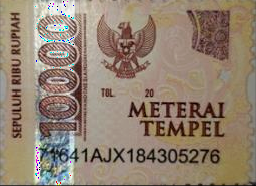 SEPULUH RIBU RUPIAH
10000
TGL. 20
METERAI
TEMPEL
71641AJX184305276